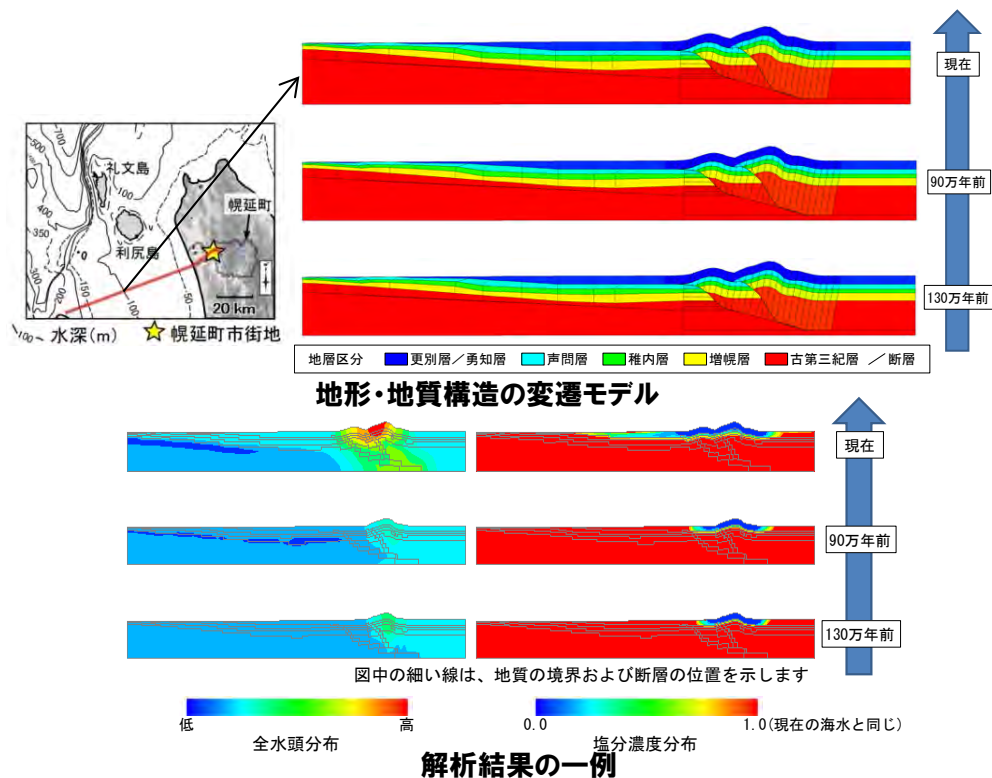 現在
90万年前
130万年前
700
500
400
350
300
200
150
100
0
100
50
礼文島
利尻島
幌延町
20 km
100 水深(m)
幌延町市街地
地層区分 更別層／勇知層 声問層 稚内層 増幌層 古第三紀層 ／断層
地形・地質構造の変遷モデル
現在
90万年前
130万年前
図中の細い線は、地質の境界および断層の位置を示します
低 高
全水頭分布
0.0 1.0(現在の海水と同じ)
塩分濃度分布
解析結果の一例